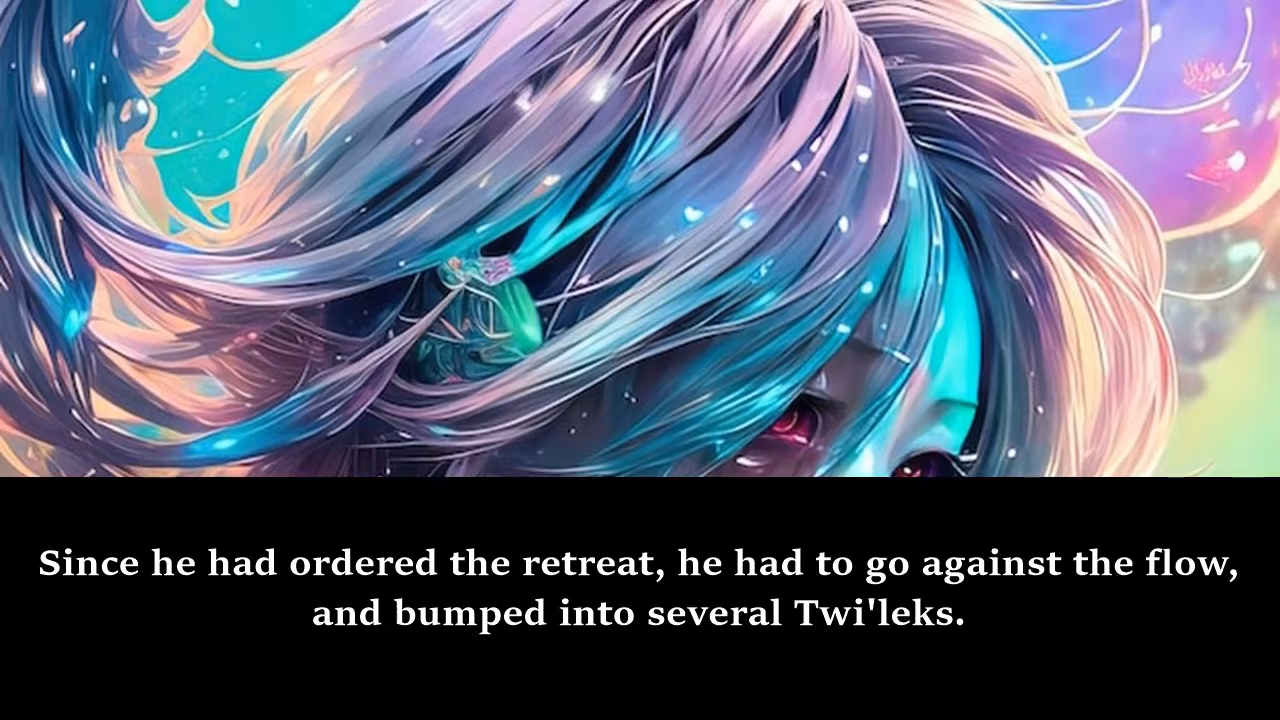 Since he had ordered the retreat, he had to go against the flow,
and bumped into several Twi'leks.